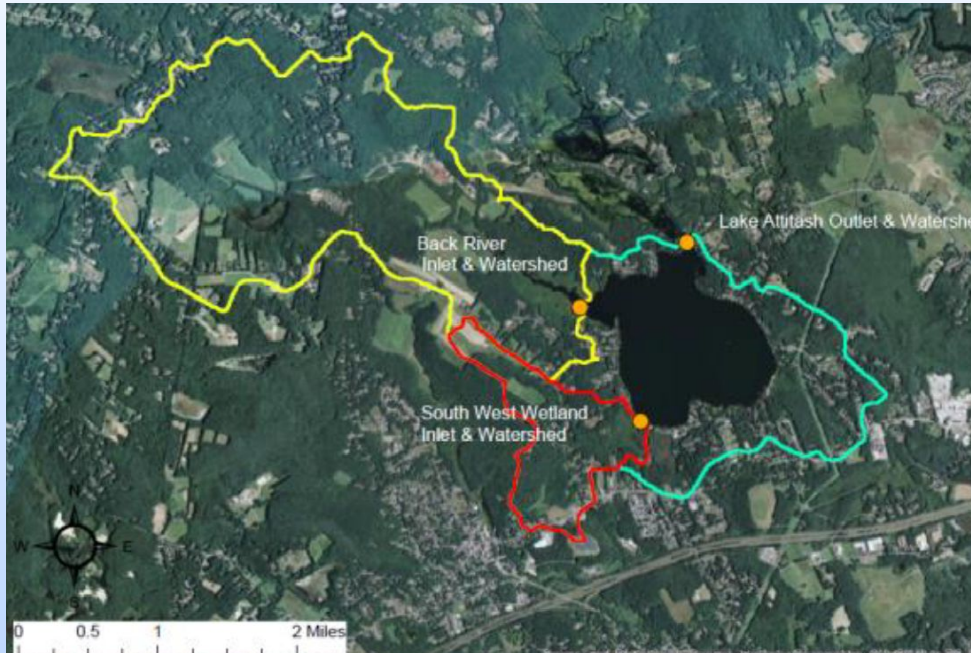 Lake Attitash Outlet & Watershe
Back River
Inlet & Watershed
South West Wetland
Inlet & Watershed
N
W E
S
0 0.5 1 2 Miles